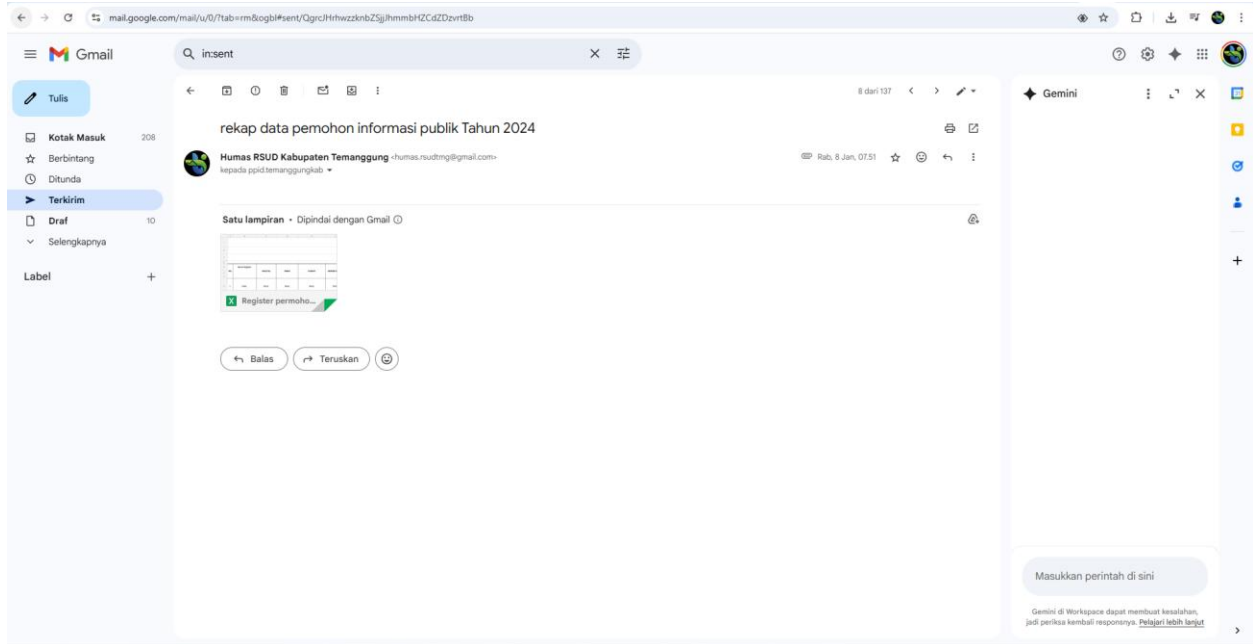 mail.google.com/mail/u/0/?tab=rm&ogbl#sent/QgrcJHrhwzzknbZSjjJhmmbHZCdZDzvrtBb
Gmail
in:sent
Tulis
8 dari 137
Gemini
Kotak Masuk 208
Berbintang
Ditunda
Terkirim
Draf 10
Selengkapnya
Label
rekap data pemohon informasi publik Tahun 2024
Humas RSUD Kabupaten Temanggung <humas.rsudtmg@gmail.com>
Rab, 8 Jan, 07.51
kepada ppid.temanggungkab
Satu lampiran • Dipindai dengan Gmail
X Register permoho...
Balas
Teruskan
Masukkan perintah di sini
Gemini di Workspace dapat membuat kesalahan,
jadi periksa kembali responsnya. Pelajari lebih lanjut